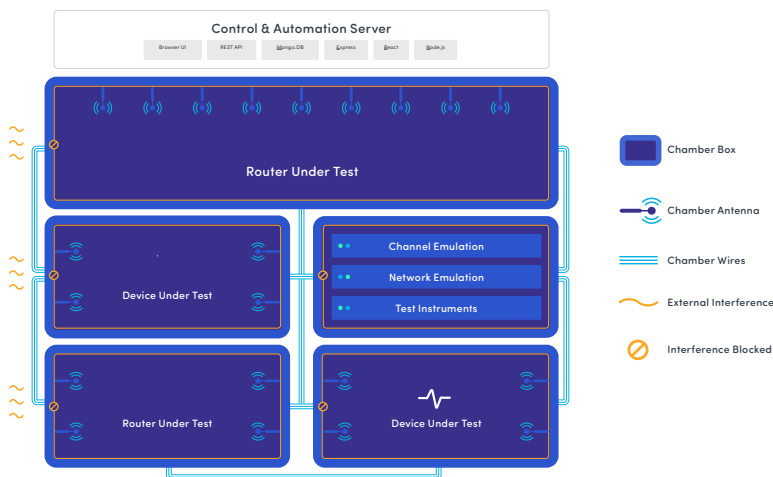 Control & Automation Server
Browser UI REST API Mongo.DB Express React Node.js
Router Under Test
Chamber Box
Chamber Antenna
Channel Emulation
Chamber Wires
Network Emulation
Device Under Test
External Interference
Test Instruments
Interference Blocked
Router Under Test
Device Under Test